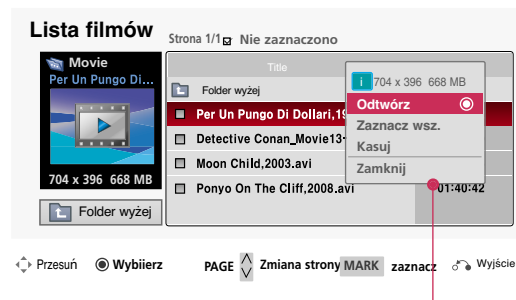 Lista filmów
Strona 1/1 Nie zaznaczono
Movie
Per Un Pungo Di...
704 x 396 668 MB
Folder wyżej
Title
Folder wyżej
Per Un Pungo Di Dollari,19
Detective Conan_Movie13-
Moon Child,2003.avi
Ponyo On The Cliff,2008.avi
01:40:42
i 704 x 396 668 MB
Odtwórz
Zaznacz wsz.
Kasuj
Zamknij
Przesuń Wybiierz PAGE Zmiana strony MARK zaznacz Wyjście